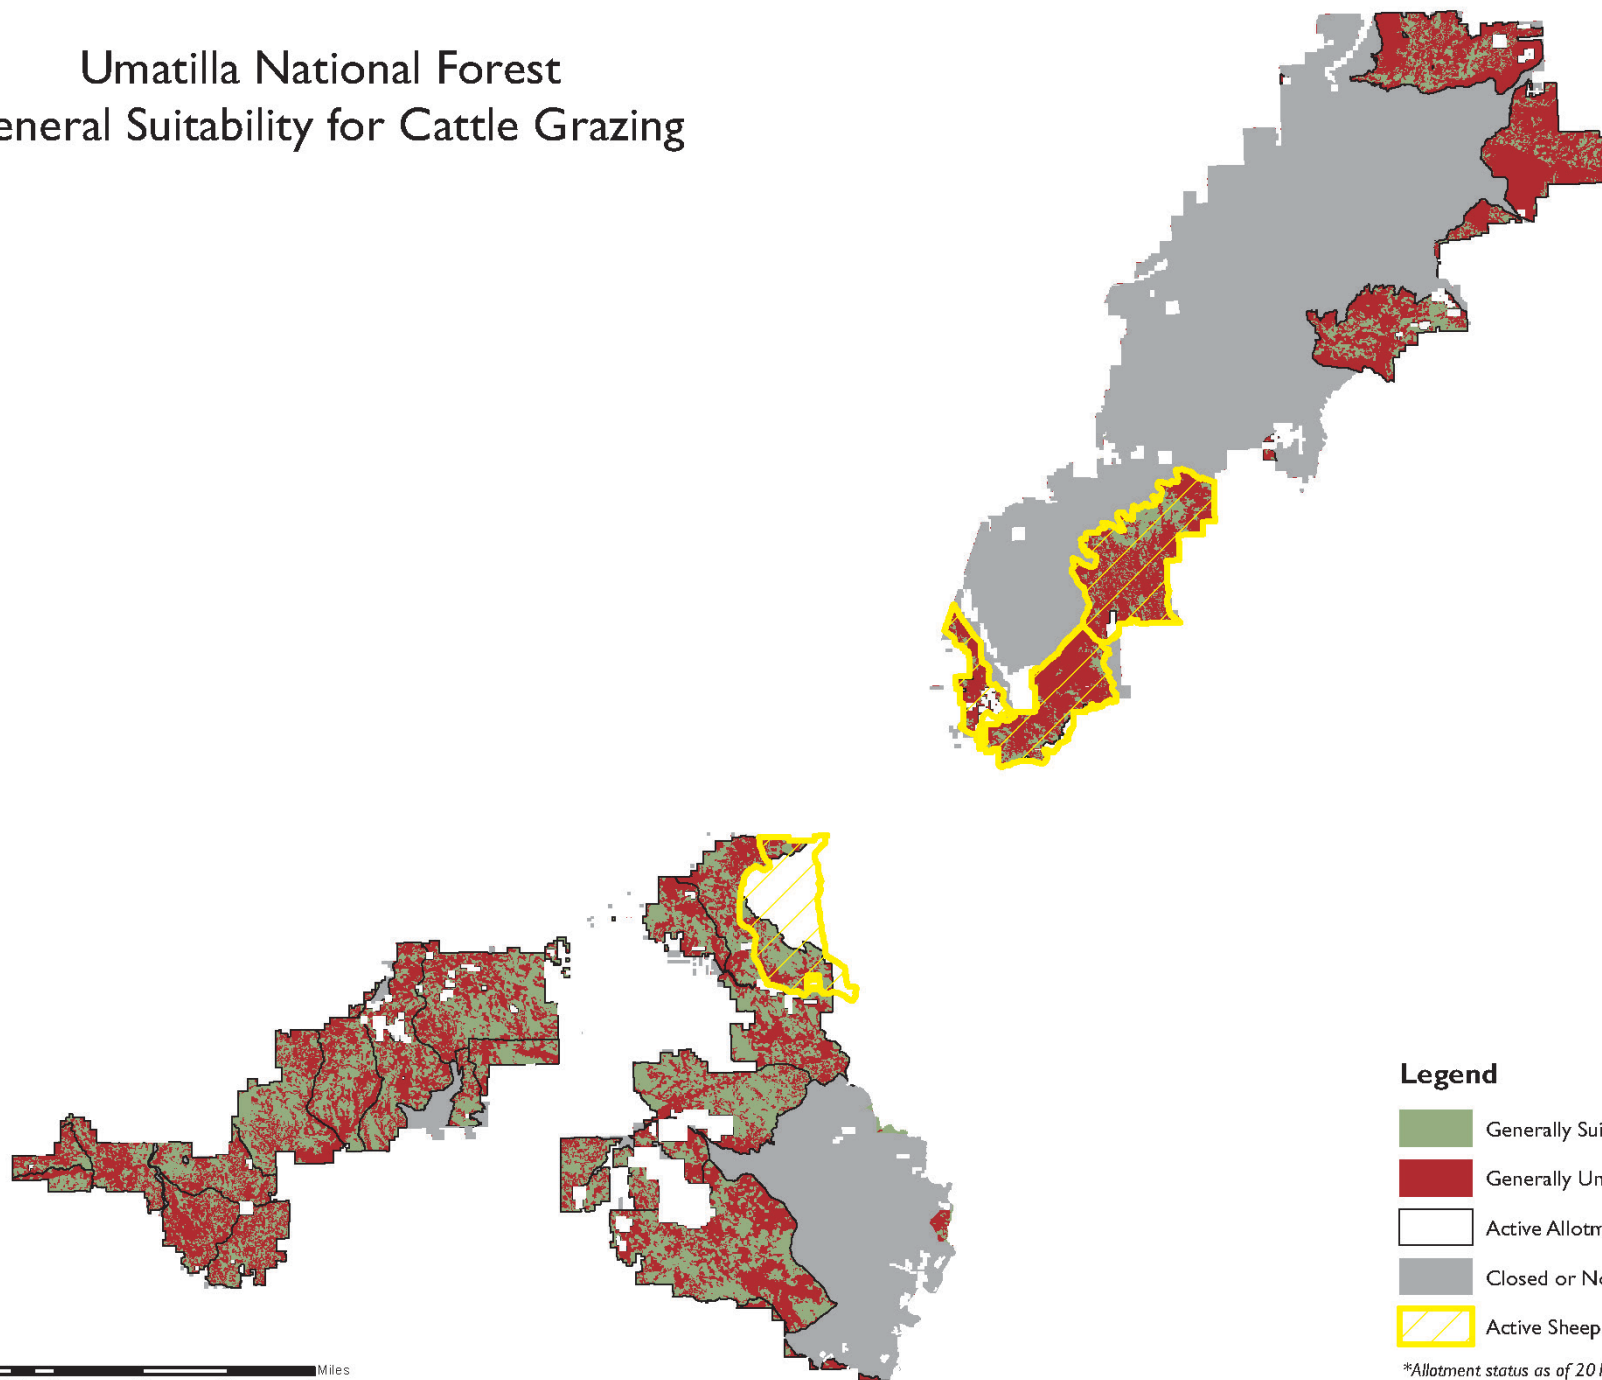 Umatilla National Forest
eneral Suitability for Cattle Grazing
Legend
Generally Sui
Generally Un
Active Allotm
Closed or No
Active Sheep
*Allotment status as of 20
Miles